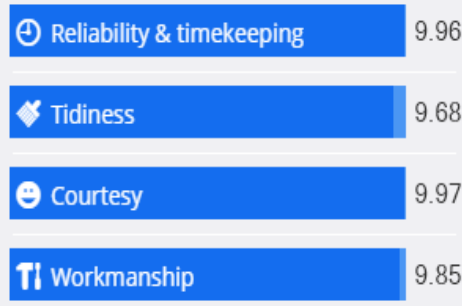 Reliability & timekeeping 9.96
Tidiness 9.68
Courtesy 9.97
Workmanship 9.85